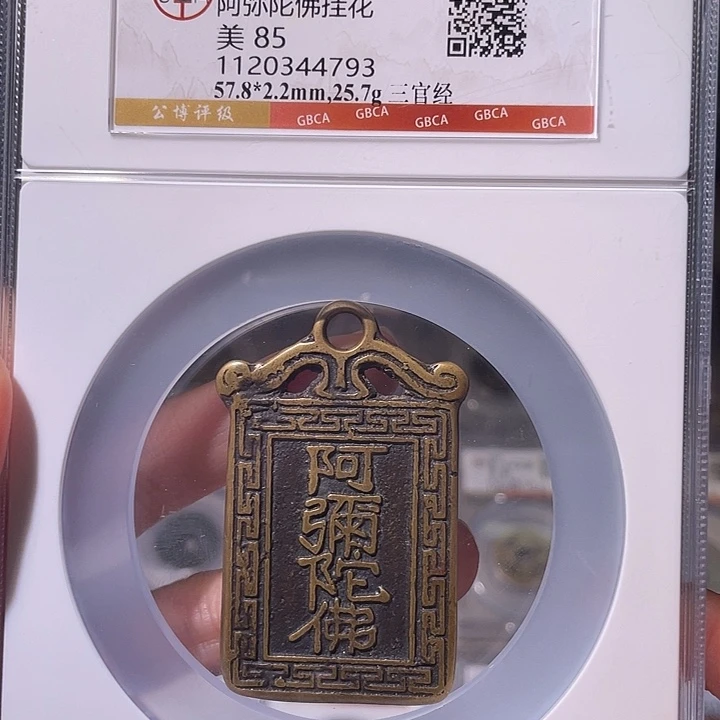 阿弥陀佛挂花
美 85
1120344793
57.8*2.2mm,25.7g 三官经
公博评级 GBCA GBCA GBCA GBCA GBCA
阿
彌
陀
佛